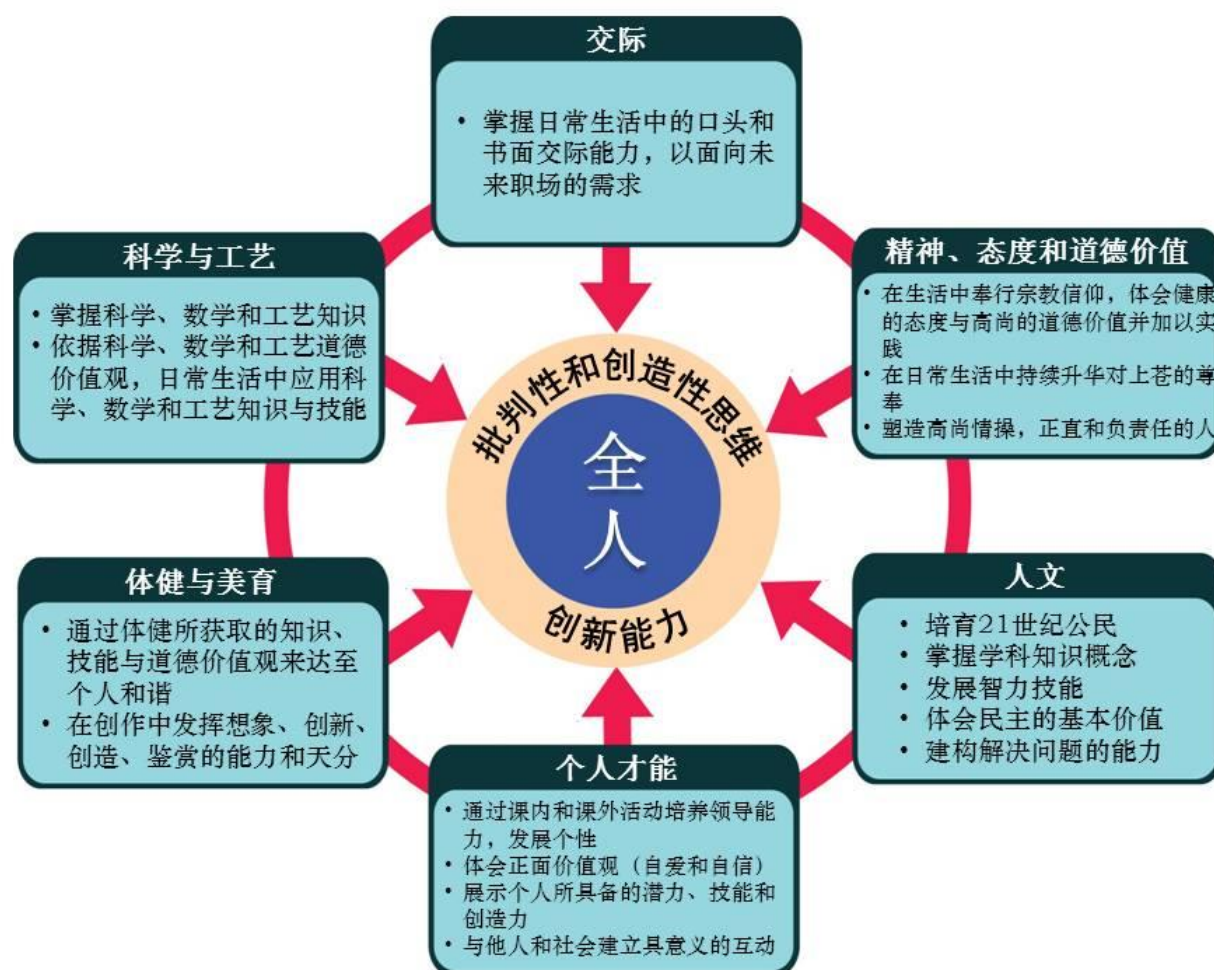 交际
• 掌握日常生活中的口头和
书面交际能力，以面向未
来职场的需求
科学与工艺
• 掌握科学、数学和工艺知识
• 依据科学、数学和工艺道德
价值观，日常生活中应用科
学、数学和工艺知识与技能
精神、态度和道德价值
• 在生活中奉行宗教信仰，体会健康
的态度与高尚的道德价值并加以实
践
• 在日常生活中持续升华对上苍的尊
奉
• 塑造高尚情操，正直和负责任的人
批判性和创造性思维
全
人
创新能力
体健与美育
• 通过体健所获取的知识、
技能与道德价值观来达至
个人和谐
• 在创作中发挥想象、创新、
创造、鉴赏的能力和天分
人文
• 培育21世纪公民
• 掌握学科知识概念
• 发展智力技能
• 体会民主的基本价值
• 建构解决问题的能力
个人才能
• 通过课内和课外活动培养领导能
力，发展个性
• 体会正面价值观（自爱和自信）
• 展示个人所具备的潜力、技能和
创造力
• 与他人和社会建立具意义的互动